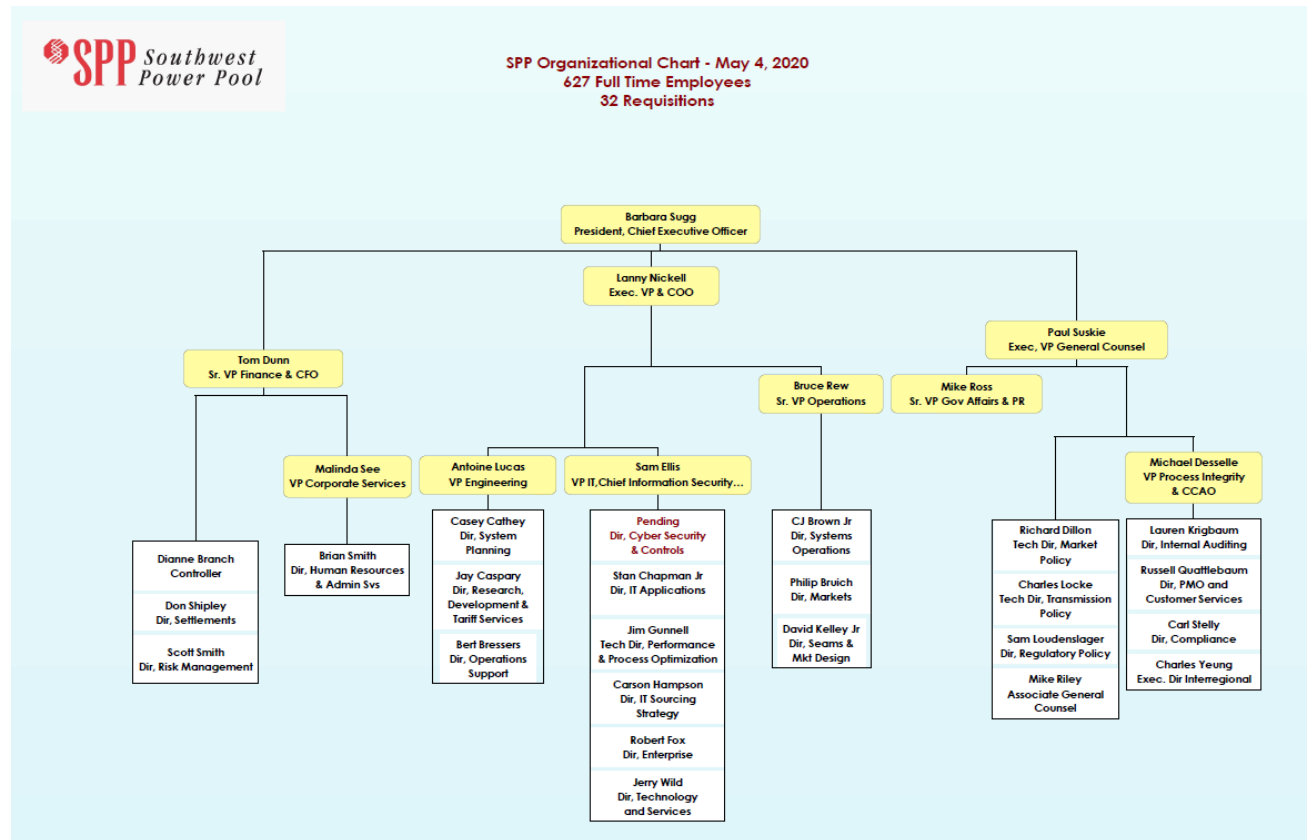 SPP Southwest
Power Pool
SPP Organizational Chart - May 4, 2020
627 Full Time Employees
32 Requisitions
Barbara Sugg
President, Chief Executive Officer
Lanny Nickell
Exec. VP & COO
Paul Suskie
Exec, VP General Counsel
Tom Dunn
Sr. VP Finance & CFO
Bruce Rew
Sr. VP Operations
Mike Ross
Sr. VP Gov Affairs & PR
Malinda See
VP Corporate Services
Antoine Lucas
VP Engineering
Sam Ellis
VP IT,Chief Information Security...
Michael Desselle
VP Process Integrity
& CCAO
Dianne Branch
Controller
Don Shipley
Dir, Settlements
Scott Smith
Dir, Risk Management
Brian Smith
Dir, Human Resources
& Admin Svs
Casey Cathey
Dir, System
Planning
Jay Caspary
Dir, Research,
Development &
Tariff Services
Bert Bressers
Dir, Operations
Support
Pending
Dir, Cyber Security
& Controls
Stan Chapman Jr
Dir, IT Applications
Jim Gunnell
Tech Dir, Performance
& Process Optimization
Carson Hampson
Dir, IT Sourcing
Strategy
Robert Fox
Dir, Enterprise
Jerry Wild
Dir, Technology
and Services
CJ Brown Jr
Dir, Systems
Operations
Philip Bruich
Dir, Markets
David Kelley Jr
Dir, Seams &
Mkt Design
Richard Dillon
Tech Dir, Market
Policy
Charles Locke
Tech Dir, Transmission
Policy
Sam Loudenslager
Dir, Regulatory Policy
Mike Riley
Associate General
Counsel
Lauren Krigbaum
Dir, Internal Auditing
Russell Quattlebaum
Dir, PMO and
Customer Services
Carl Stelly
Dir, Compliance
Charles Yeung
Exec. Dir Interregional